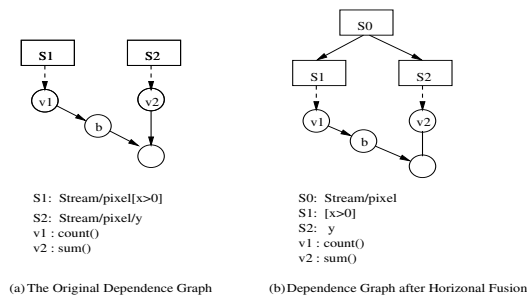 S0
S1
S2
S1
S2
v1
v2
b
v1
v2
b
S1: Stream/pixel[x>0]
S2: Stream/pixel/y
v1 : count()
v2 : sum()
S0: Stream/pixel
S1: [x>0]
S2: y
v1 : count()
v2 : sum()
(a) The Original Dependence Graph
(b) Dependence Graph after Horizonal Fusion